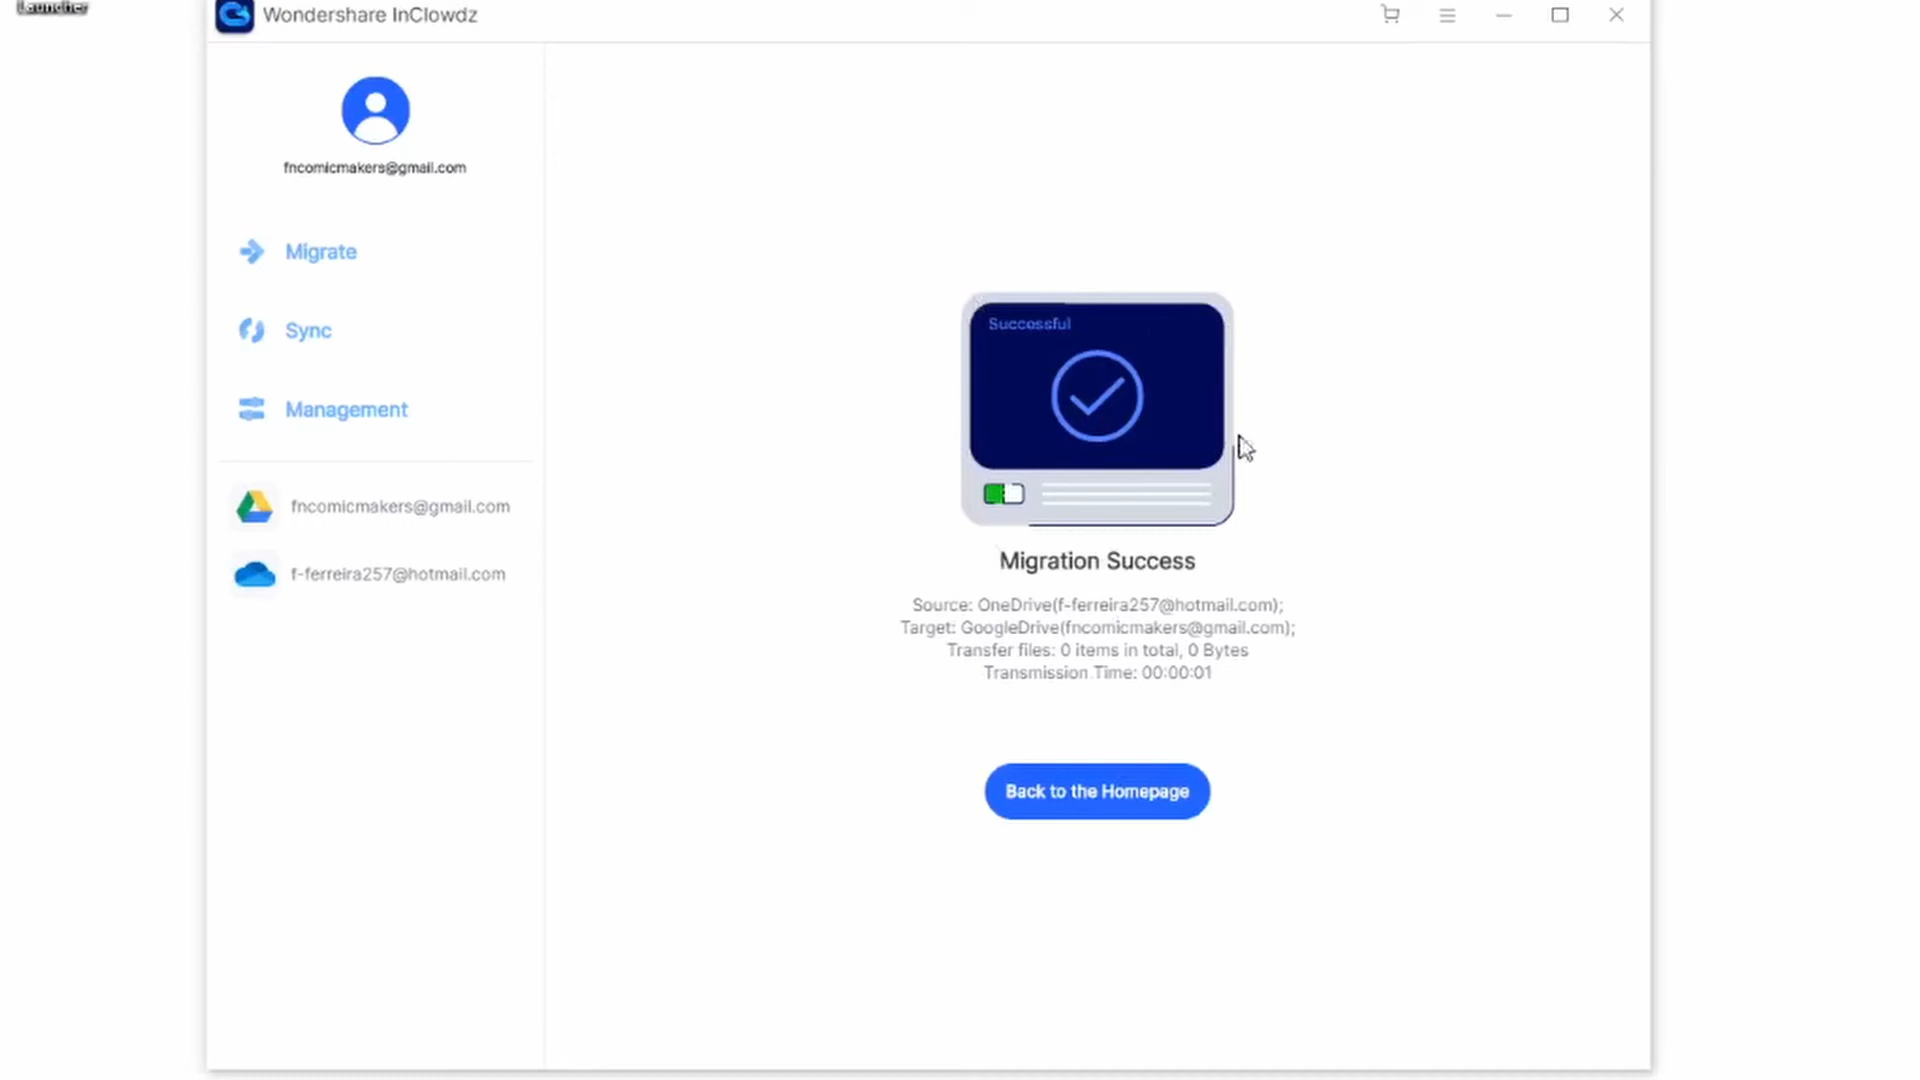 Launcher
Wondershare InClowdz
fncomicmakers@gmail.com
Migrate
Sync
Management
fncomicmakers@gmail.com
f-ferreira257@hotmail.com
Successful
Migration Success
Source: OneDrive(f-ferreira257@hotmail.com);
Target: GoogleDrive(fncomicmakers@gmail.com);
Transfer files: 0 items in total, 0 Bytes
Transmission Time: 00:00:01
Back to the Homepage